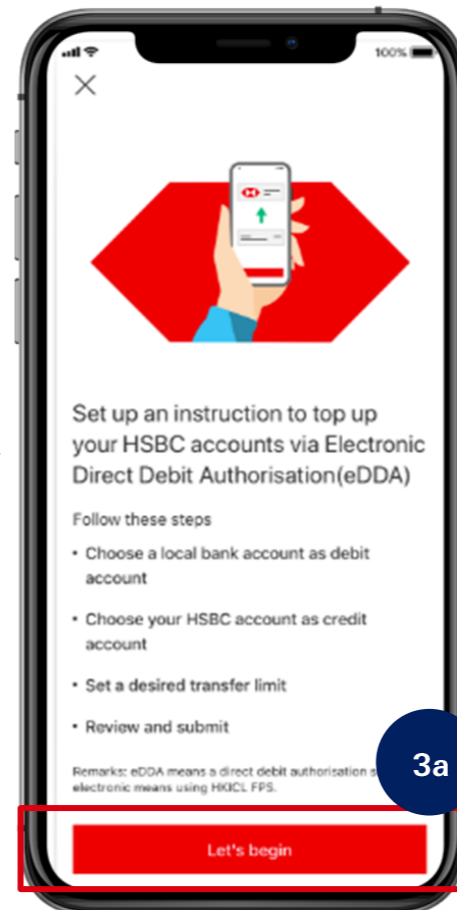 100%
Set up an instruction to top up
your HSBC accounts via Electronic
Direct Debit Authorisation(eDDA)
Follow these steps
• Choose a local bank account as debit
account
• Choose your HSBC account as credit
account
• Set a desired transfer limit
• Review and submit
Remarks: eDDA means a direct debit authorisation
electronic means using HKICL FPS.
3a
Let's begin